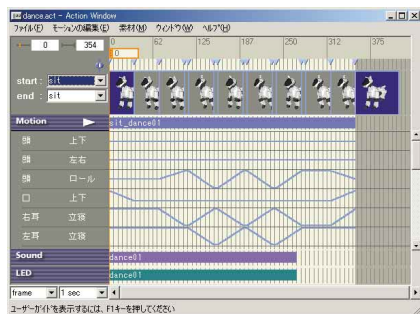 dance.act - Action Window
ファイル(F) モーションの編集(E) 素材(M) ウィンドウ(W) ヘルプ(H)
0 354 0 62 125 187 250 312 375
0
start : sit
end : sit
Motion sit_dance01
頭 上下
頭 左右
頭 ロール
口 上下
右耳 立後
左耳 立後
Sound dance01
LED dance01
frame 1 sec
ユーザーガイドを表示するには、F1キーを押してください